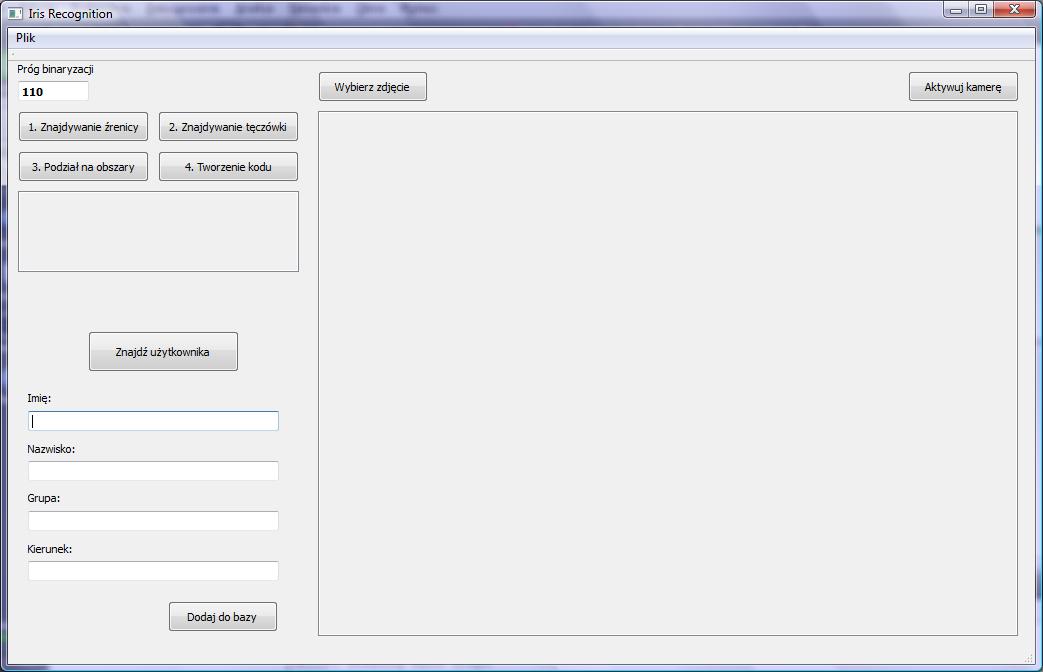 Iris Recognition
Plik
Próg binaryzacji
110
Wybierz zdjęcie
Aktywuj kamerę
1. Znajdywanie źrenicy
2. Znajdywanie tęczówki
3. Podział na obszary
4. Tworzenie kodu
Znajdź użytkownika
Imię:
Nazwisko:
Grupa:
Kierunek:
Dodaj do bazy